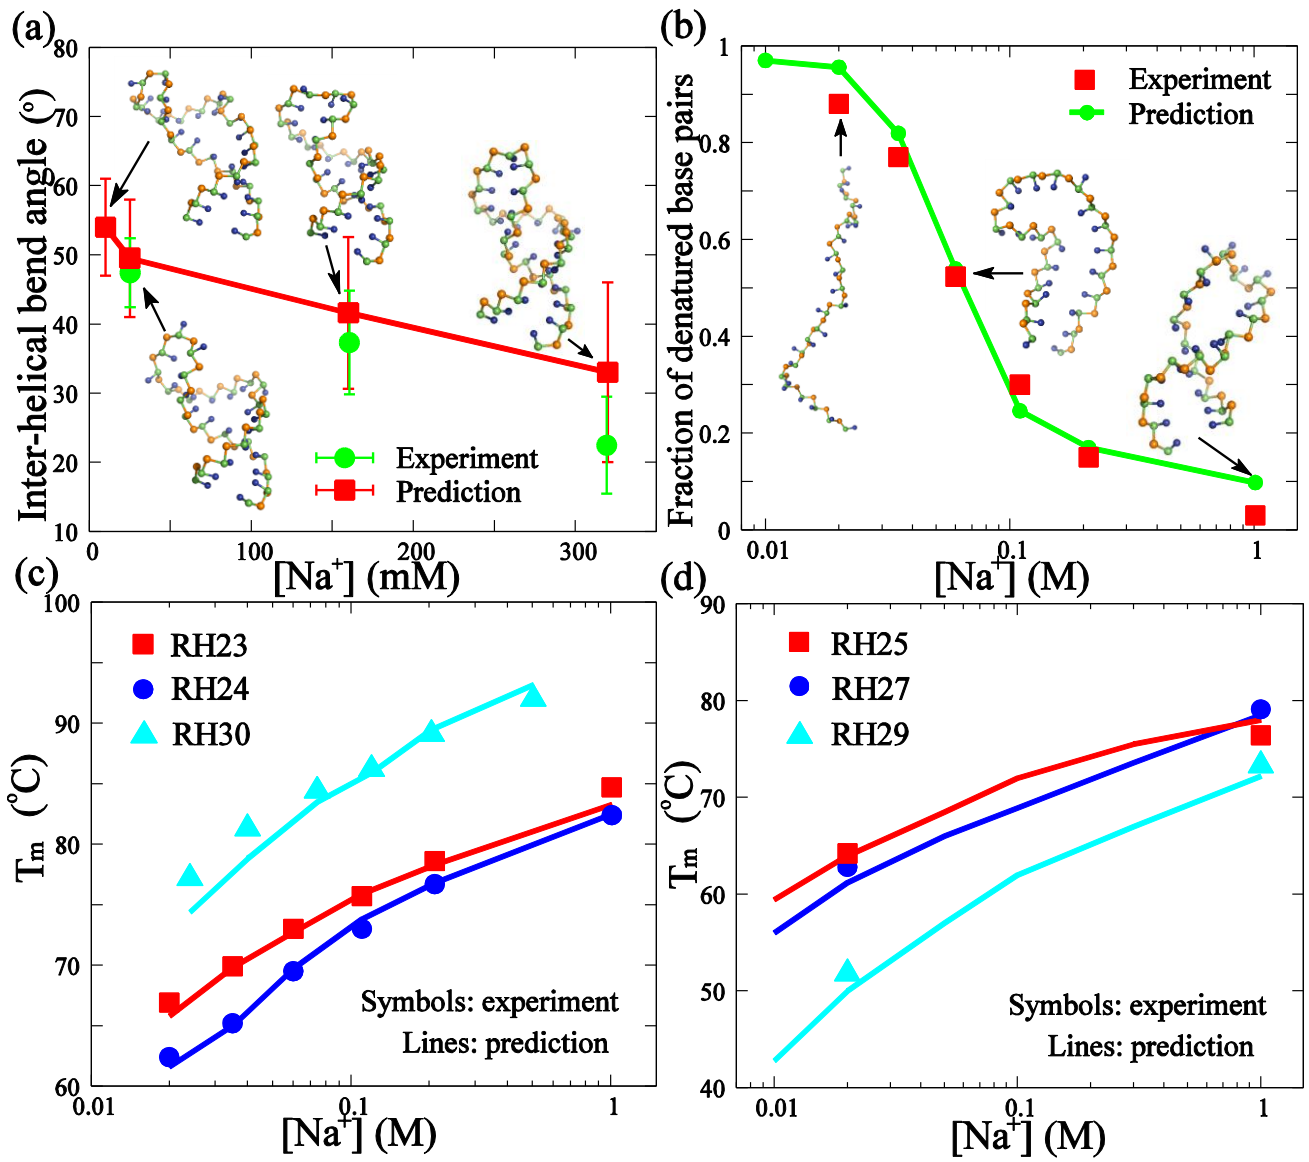 (a)
80
70
60
50
40
30
20
10
Inter-helical bend angle (°)
Experiment
Prediction
0
100
200
300
[Na⁺] (mM)
(b)
1
0.8
0.6
0.4
0.2
0
Fraction of denatured base pairs
Experiment
Prediction
0.01
0.1
1
[Na⁺] (M)
(c)
100
90
80
70
60
Tₘ (°C)
RH23
RH24
RH30
Symbols: experiment
Lines: prediction
0.01
0.1
1
[Na⁺] (M)
(d)
90
80
70
60
50
40
Tₘ (°C)
RH25
RH27
RH29
Symbols: experiment
Lines: prediction
0.01
0.1
1
[Na⁺] (M)